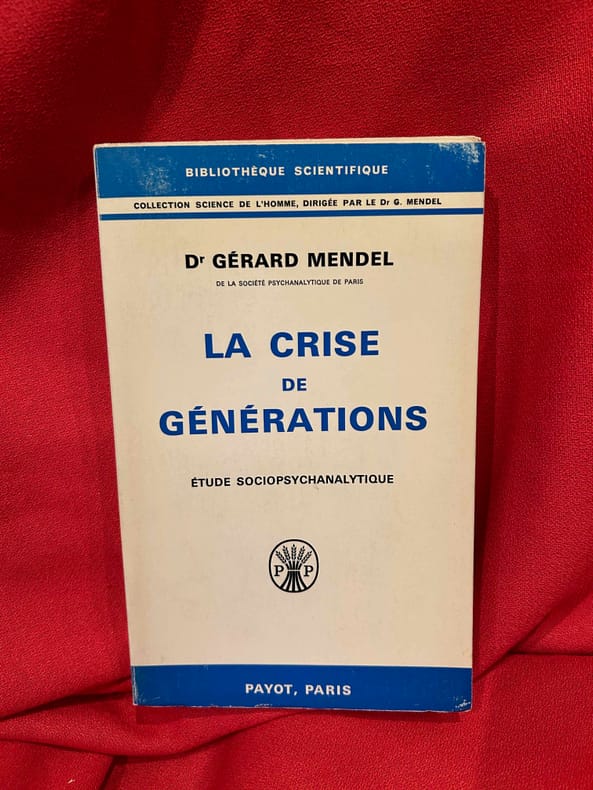 BIBLIOTHÈQUE SCIENTIFIQUE
COLLECTION SCIENCE DE L'HOMME, DIRIGÉE PAR LE Dr G. MENDEL
Dr GÉRARD MENDEL
DE LA SOCIÉTÉ PSYCHANALYTIQUE DE PARIS
LA CRISE
DE
GÉNÉRATIONS
ÉTUDE SOCIOPSYCHANALYTIQUE
P P
PAYOT, PARIS